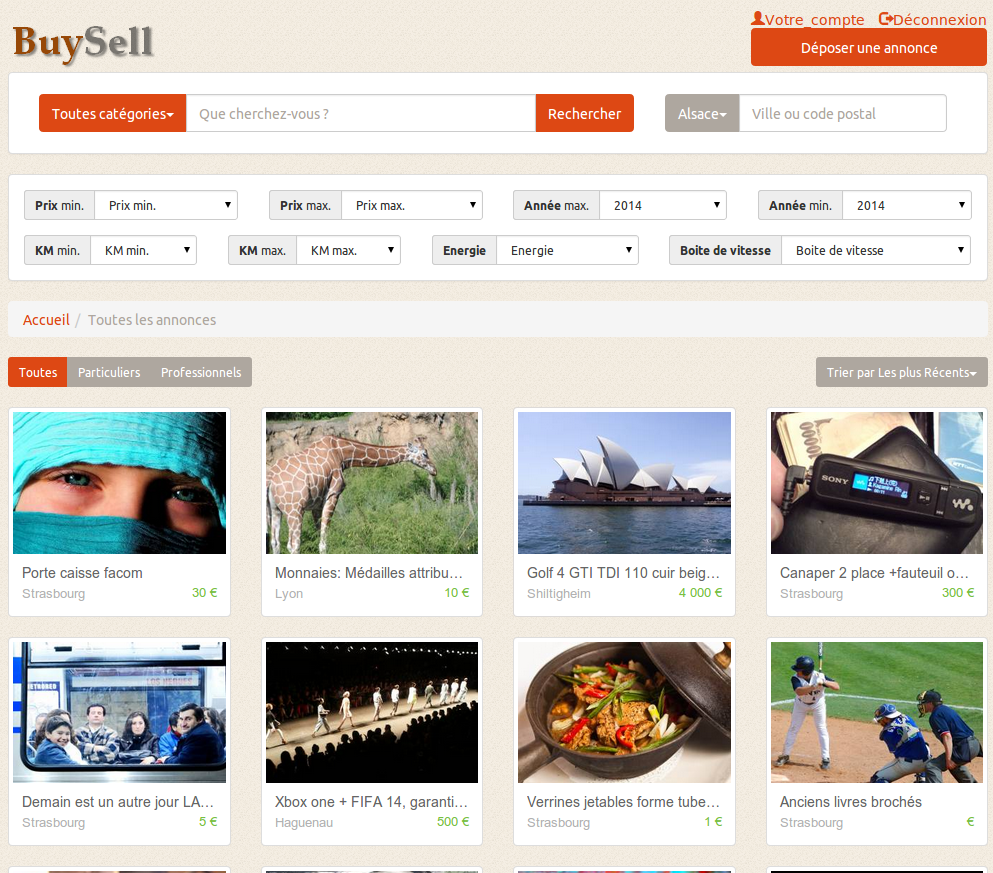 Votre compte Déconnexion
BuySell
Déposer une annonce
Toutes catégories Que cherchez-vous ? Rechercher Alsace Ville ou code postal
Prix min. Prix min. Prix max. Prix max. Année max. 2014 Année min. 2014
KM min. KM min. KM max. KM max. Energie Energie Boite de vitesse Boite de vitesse
Accueil / Toutes les annonces
Toutes Particuliers Professionnels Trier par Les plus Récents
SONY
Porte caisse facom Monnaies: Médailles attribu… Golf 4 GTI TDI 110 cuir beig… Canaper 2 place +fauteuil o…
Strasbourg 30 € Lyon 10 € Shiltigheim 4 000 € Strasbourg 300 €
Demain est un autre jour LA… Xbox one + FIFA 14, garanti… Verrines jetables forme tube… Anciens livres brochés
Strasbourg 5 € Haguenau 500 € Strasbourg 1 € Strasbourg €